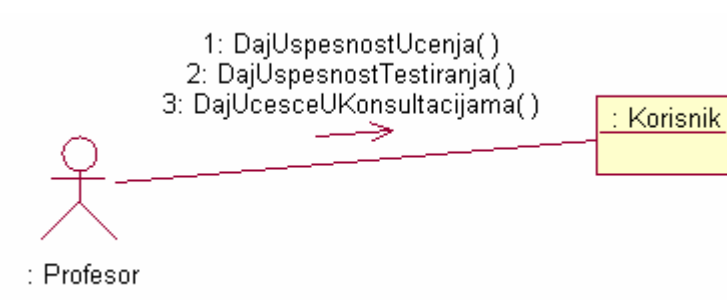 1: DajUspesnostUcenja( )
2: DajUspesnostTestiranja( )
3: DajUcesceUKonsultacijama( )
: Korisnik
: Profesor